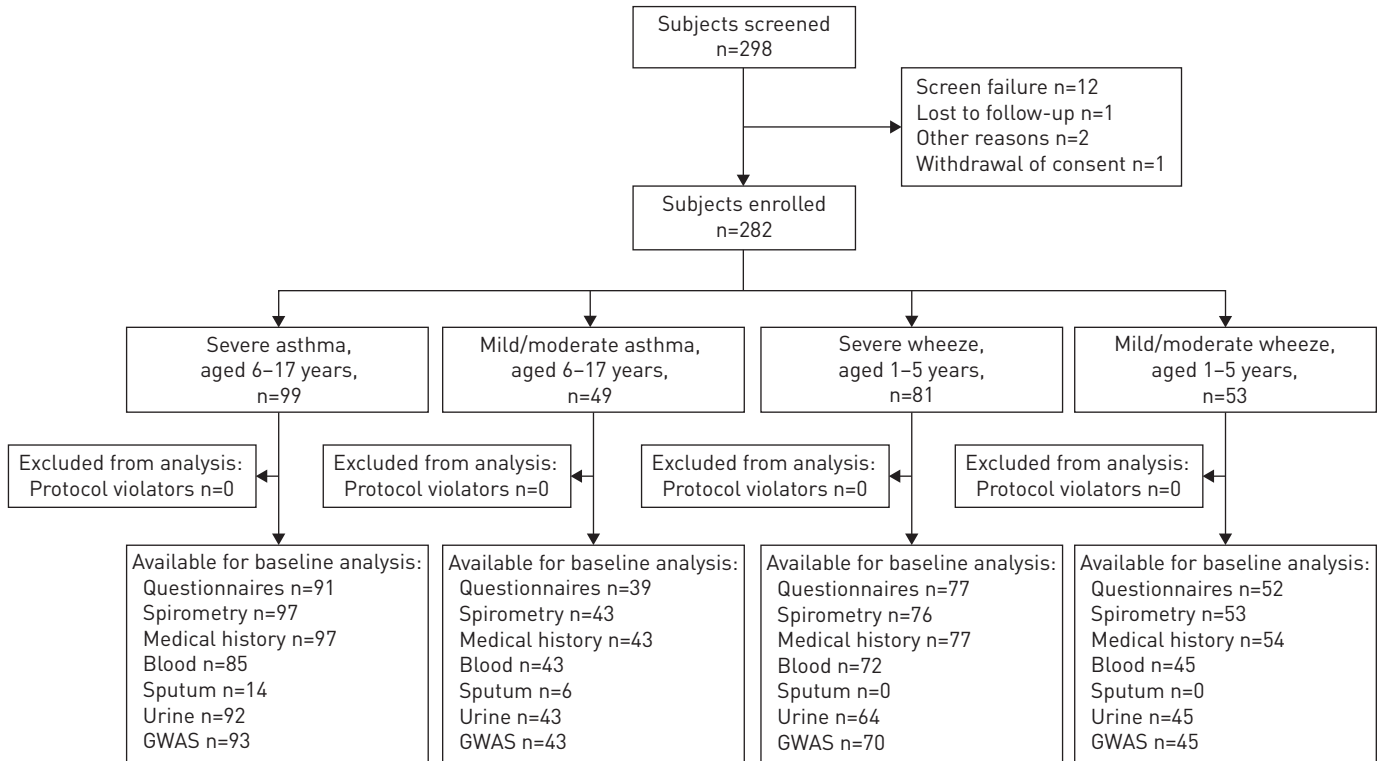 Subjects screened
n=298
Screen failure n=12
Lost to follow-up n=1
Other reasons n=2
Withdrawal of consent n=1
Subjects enrolled
n=282
Severe asthma,
aged 6–17 years,
n=99
Mild/moderate asthma,
aged 6–17 years,
n=49
Severe wheeze,
aged 1–5 years,
n=81
Mild/moderate wheeze,
aged 1–5 years,
n=53
Excluded from analysis:
Protocol violators n=0
Excluded from analysis:
Protocol violators n=0
Excluded from analysis:
Protocol violators n=0
Excluded from analysis:
Protocol violators n=0
Available for baseline analysis:
Questionnaires n=91
Spirometry n=97
Medical history n=97
Blood n=85
Sputum n=14
Urine n=92
GWAS n=93
Available for baseline analysis:
Questionnaires n=39
Spirometry n=43
Medical history n=43
Blood n=43
Sputum n=6
Urine n=43
GWAS n=43
Available for baseline analysis:
Questionnaires n=77
Spirometry n=76
Medical history n=77
Blood n=72
Sputum n=0
Urine n=64
GWAS n=70
Available for baseline analysis:
Questionnaires n=52
Spirometry n=53
Medical history n=54
Blood n=45
Sputum n=0
Urine n=45
GWAS n=45